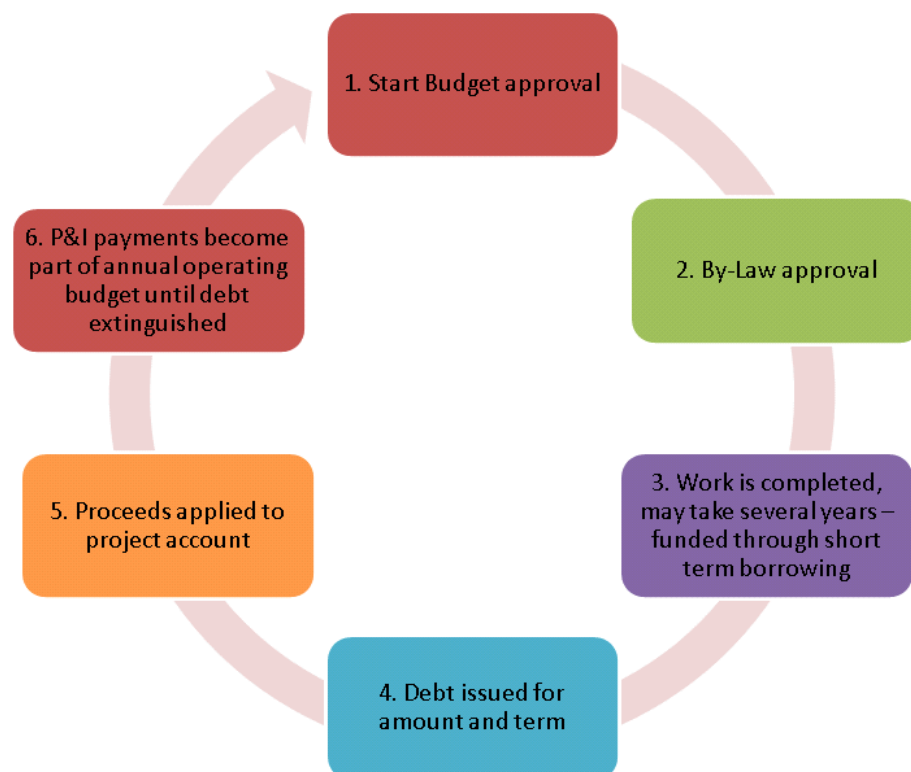 1. Start Budget approval
2. By-Law approval
3. Work is completed,
may take several years –
funded through short
term borrowing
4. Debt issued for
amount and term
5. Proceeds applied to
project account
6. P&I payments become
part of annual operating
budget until debt
extinguished